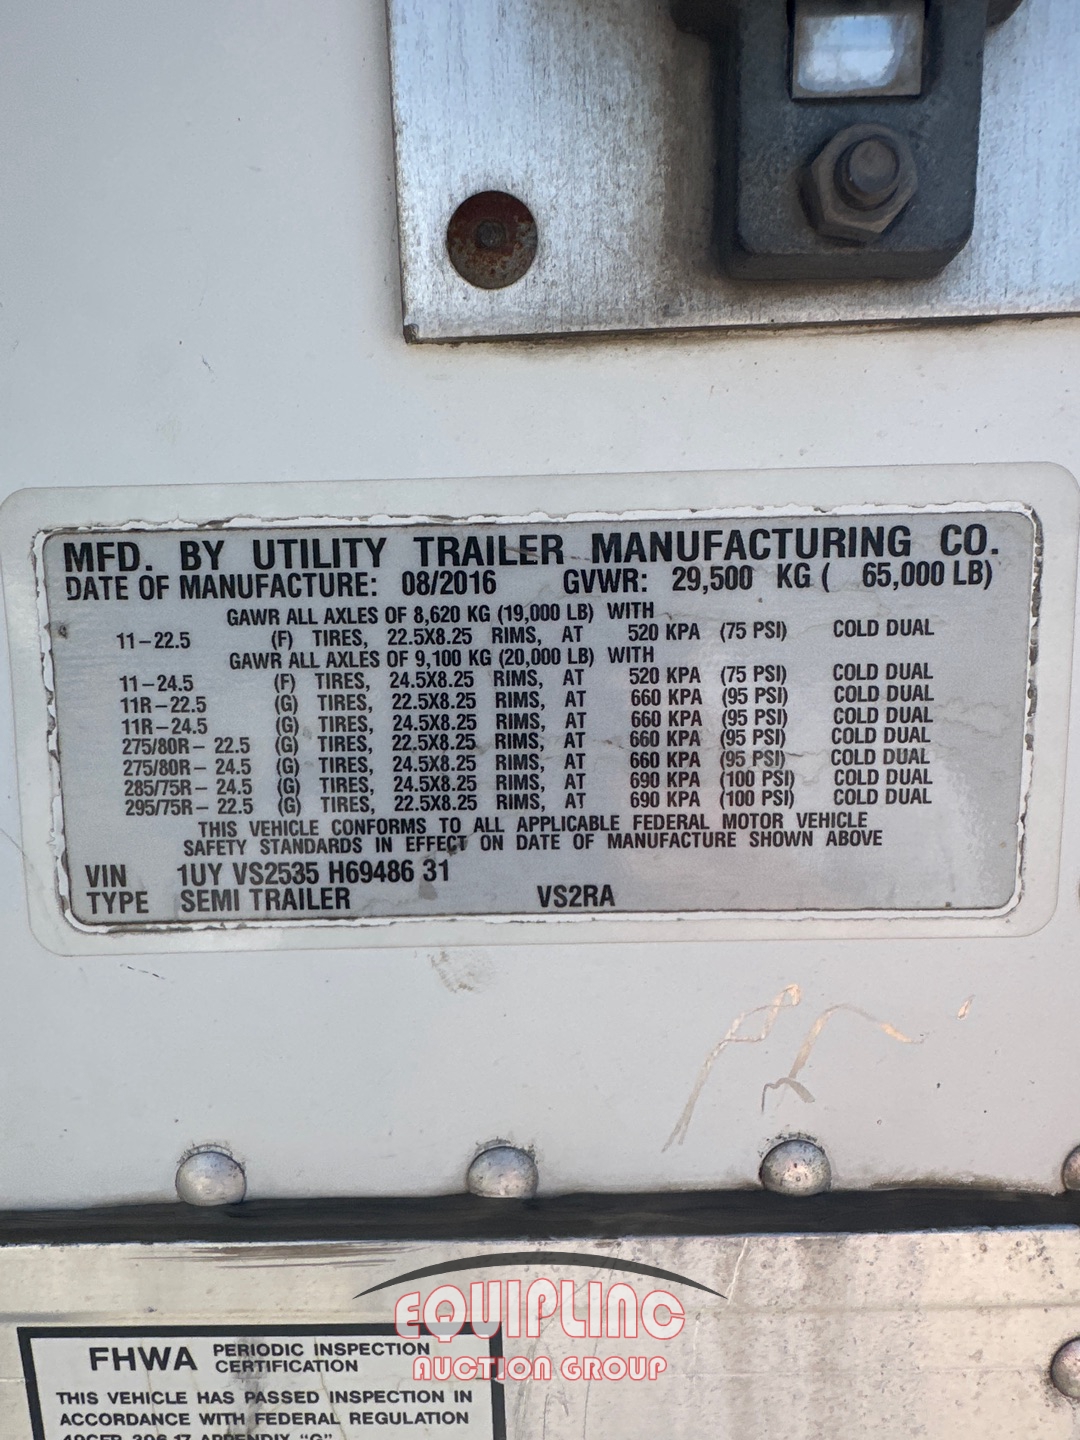 MFD. BY UTILITY TRAILER MANUFACTURING CO.
DATE OF MANUFACTURE: 08/2016 GVWR: 29,500 KG ( 65,000 LB)
GAWR ALL AXLES OF 8,620 KG (19,000 LB) WITH
11-22.5 (F) TIRES, 22.5X8.25 RIMS, AT 520 KPA (75 PSI) COLD DUAL
GAWR ALL AXLES OF 9,100 KG (20,000 LB) WITH
11-24.5 (F) TIRES, 24.5X8.25 RIMS, AT 520 KPA (75 PSI) COLD DUAL
11R-22.5 (G) TIRES, 22.5X8.25 RIMS, AT 660 KPA (95 PSI) COLD DUAL
11R-24.5 (G) TIRES, 24.5X8.25 RIMS, AT 660 KPA (95 PSI) COLD DUAL
275/80R- 22.5 (G) TIRES, 22.5X8.25 RIMS, AT 660 KPA (95 PSI) COLD DUAL
275/80R- 24.5 (G) TIRES, 24.5X8.25 RIMS, AT 660 KPA (95 PSI) COLD DUAL
285/75R- 24.5 (G) TIRES, 24.5X8.25 RIMS, AT 690 KPA (100 PSI) COLD DUAL
295/75R- 22.5 (G) TIRES, 22.5X8.25 RIMS, AT 690 KPA (100 PSI) COLD DUAL
THIS VEHICLE CONFORMS TO ALL APPLICABLE FEDERAL MOTOR VEHICLE
SAFETY STANDARDS IN EFFECT ON DATE OF MANUFACTURE SHOWN ABOVE
VIN 1UY VS2535 H69486 31
TYPE SEMI TRAILER VS2RA
EQUIPLINC
AUCTION GROUP
FHWA PERIODIC INSPECTION
CERTIFICATION
THIS VEHICLE HAS PASSED INSPECTION IN
ACCORDANCE WITH FEDERAL REGULATION
49CFR 396.17 APPENDIX "G"